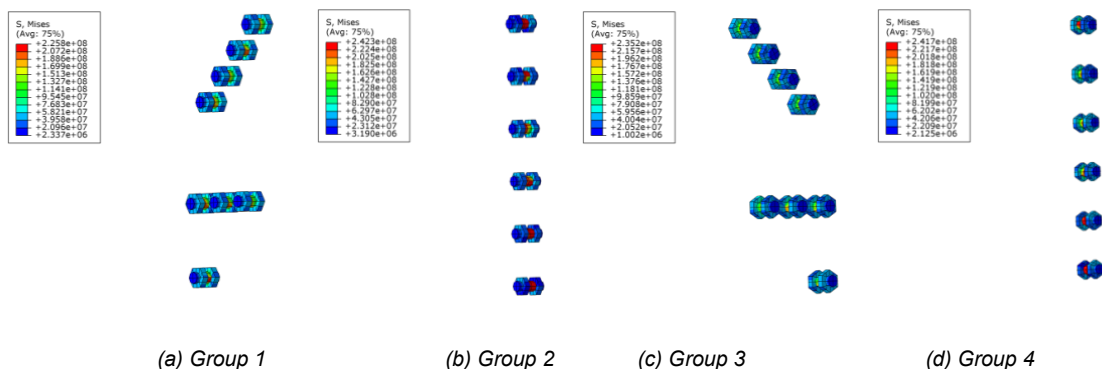 S, Mises
(Avg: 75%)
+2.258e+08
+2.072e+08
+1.886e+08
+1.699e+08
+1.513e+08
+1.327e+08
+1.141e+08
+9.545e+07
+7.683e+07
+5.821e+07
+3.958e+07
+2.096e+07
+2.337e+06
S, Mises
(Avg: 75%)
+2.423e+08
+2.224e+08
+2.025e+08
+1.825e+08
+1.626e+08
+1.427e+08
+1.228e+08
+1.028e+08
+8.290e+07
+6.297e+07
+4.305e+07
+2.312e+07
+3.190e+06
S, Mises
(Avg: 75%)
+2.352e+08
+2.157e+08
+1.962e+08
+1.767e+08
+1.572e+08
+1.376e+08
+1.181e+08
+9.859e+07
+7.908e+07
+5.956e+07
+4.004e+07
+2.052e+07
+1.002e+06
S, Mises
(Avg: 75%)
+2.417e+08
+2.217e+08
+2.018e+08
+1.818e+08
+1.619e+08
+1.419e+08
+1.219e+08
+1.020e+08
+8.199e+07
+6.202e+07
+4.206e+07
+2.209e+07
+2.125e+06
(a) Group 1
(b) Group 2
(c) Group 3
(d) Group 4